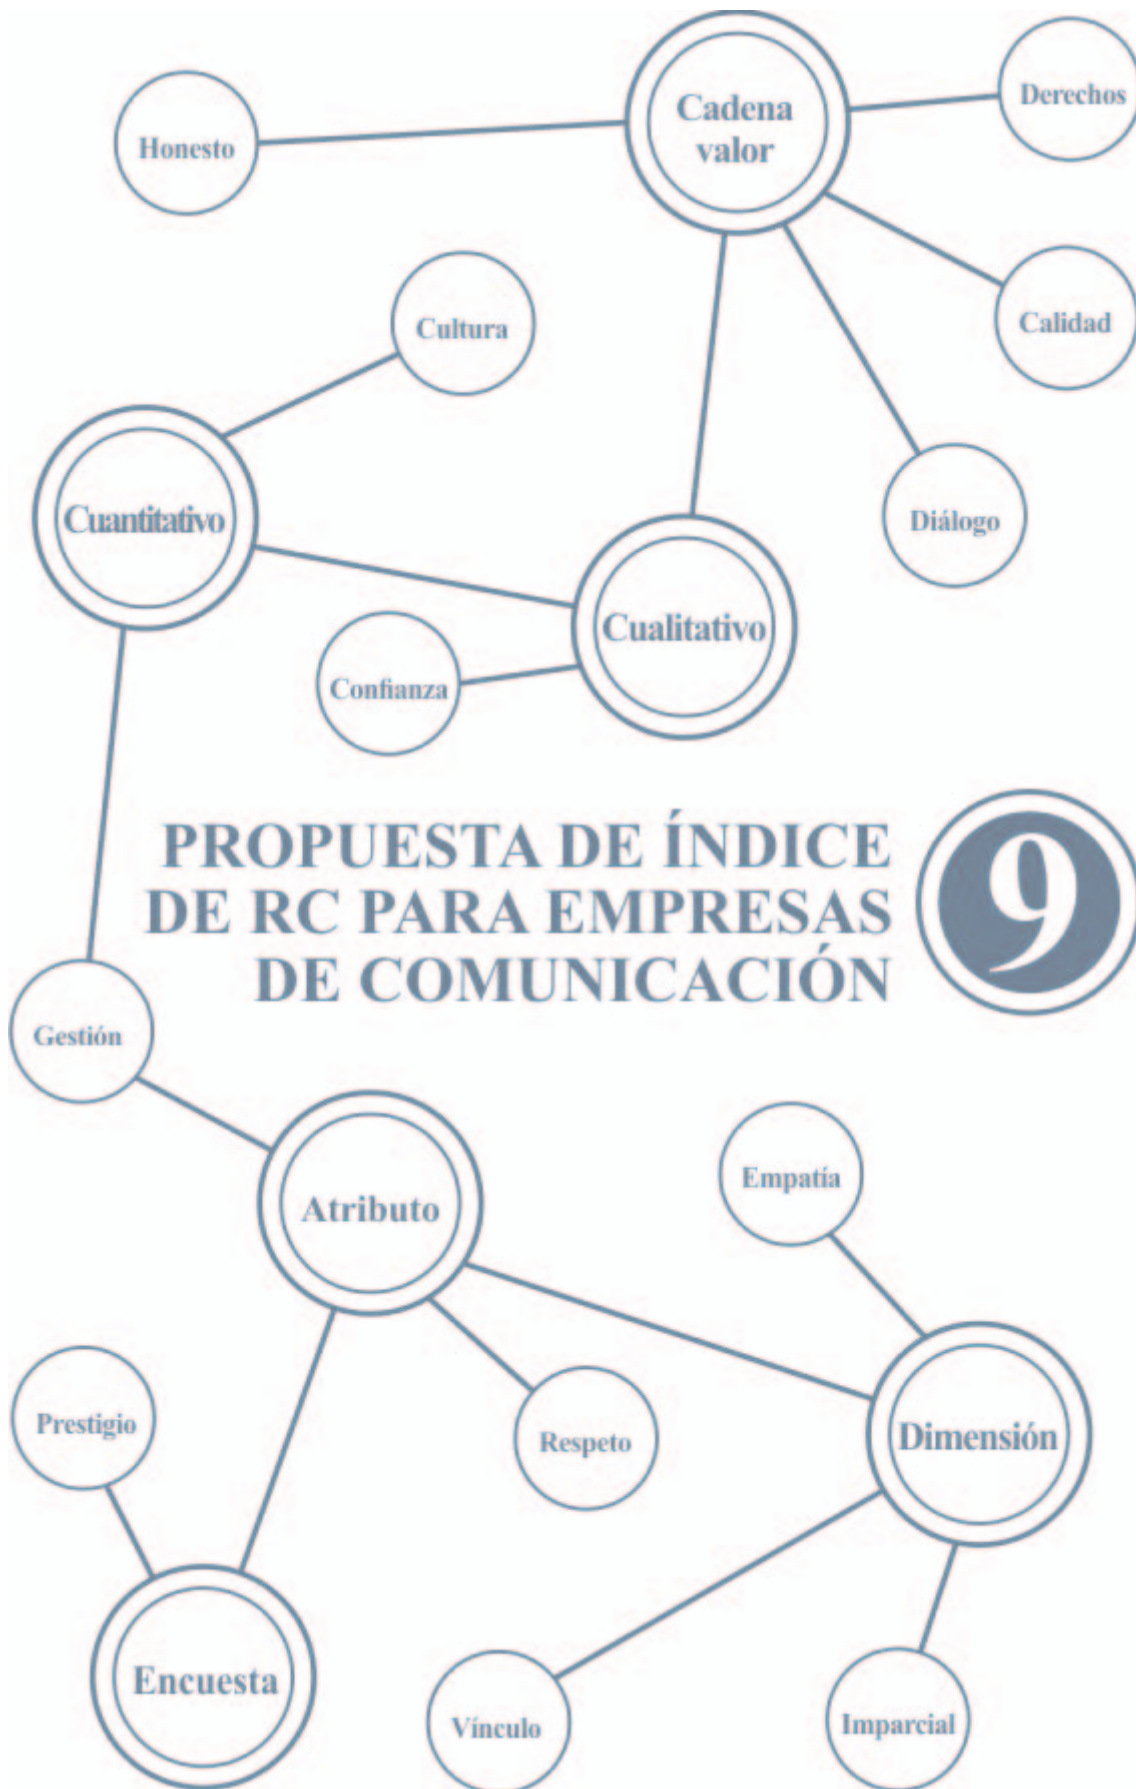 Cadena
valor
Derechos
Honesto
Calidad
Cultura
Cuantitativo
Diálogo
Cualitativo
Confianza
PROPUESTA DE ÍNDICE
DE RC PARA EMPRESAS
DE COMUNICACIÓN
9
Gestión
Atributo
Empatía
Prestigio
Respeto
Dimensión
Encuesta
Vínculo
Imparcial